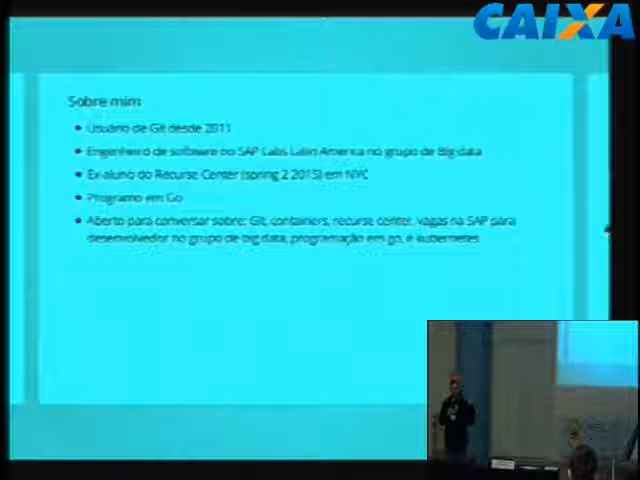 CAIXA
Sobre mim
Usuário de Git desde 2011
Engenheiro de software no SAP Labs Latin America no grupo de Big data
Ex-aluno do Recurse Center (spring 2 2015) em NYC
Programo em Go
Aberto para conversar sobre: Git, containers, recurse center, vagas na SAP para
desenvolvedor no grupo de big data, programação em go, e kubernetes